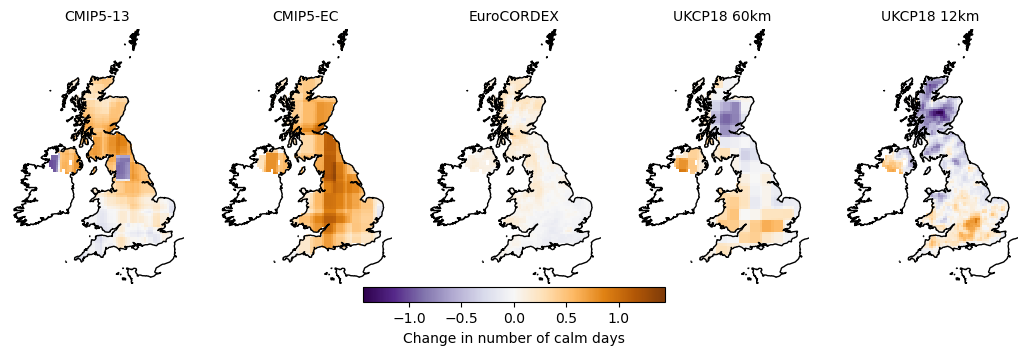 CMIP5-13 CMIP5-EC EuroCORDEX UKCP18 60km UKCP18 12km
−1.0 −0.5 0.0 0.5 1.0
Change in number of calm days